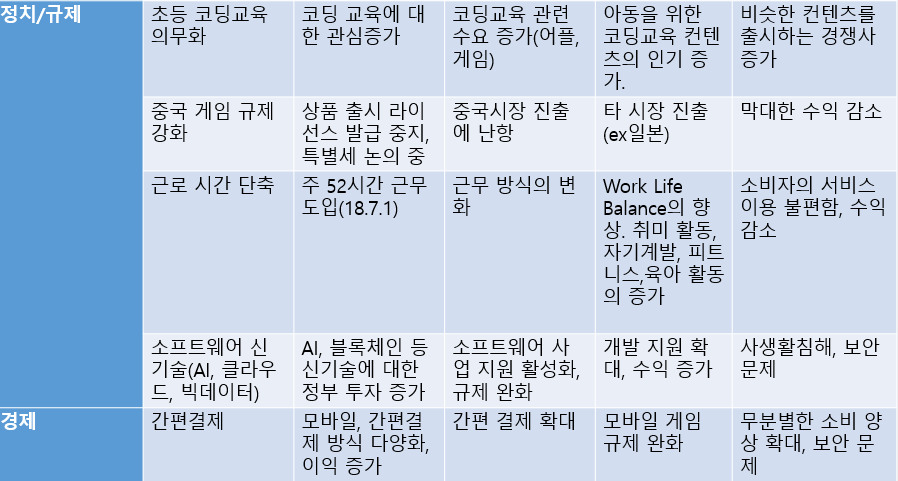 정치/규제
초등 코딩교육
의무화
코딩 교육에 대
한 관심증가
코딩교육 관련
수요 증가(어플,
게임)
아동을 위한
코딩교육 컨텐
츠의 인기 증
가.
비슷한 컨텐츠를
출시하는 경쟁사
증가
중국 게임 규제
강화
상품 출시 라이
선스 발급 중지,
특별세 논의 중
중국시장 진출
에 난항
타 시장 진출
(ex일본)
막대한 수익 감소
근로 시간 단축
주 52시간 근무
도입(18.7.1)
근무 방식의 변
화
Work Life
Balance의 향
상. 취미 활동,
자기계발, 피트
니스,육아 활동
의 증가
소비자의 서비스
이용 불편함, 수익
감소
소프트웨어 신
기술(AI, 클라우
드, 빅데이터)
AI, 블록체인 등
신기술에 대한
정부 투자 증가
소프트웨어 사
업 지원 활성화,
규제 완화
개발 지원 확
대, 수익 증가
사생활침해, 보안
문제
경제
간편결제
모바일, 간편결
제 방식 다양화,
이익 증가
간편 결제 확대
모바일 게임
규제 완화
무분별한 소비 양
상 확대, 보안 문
제